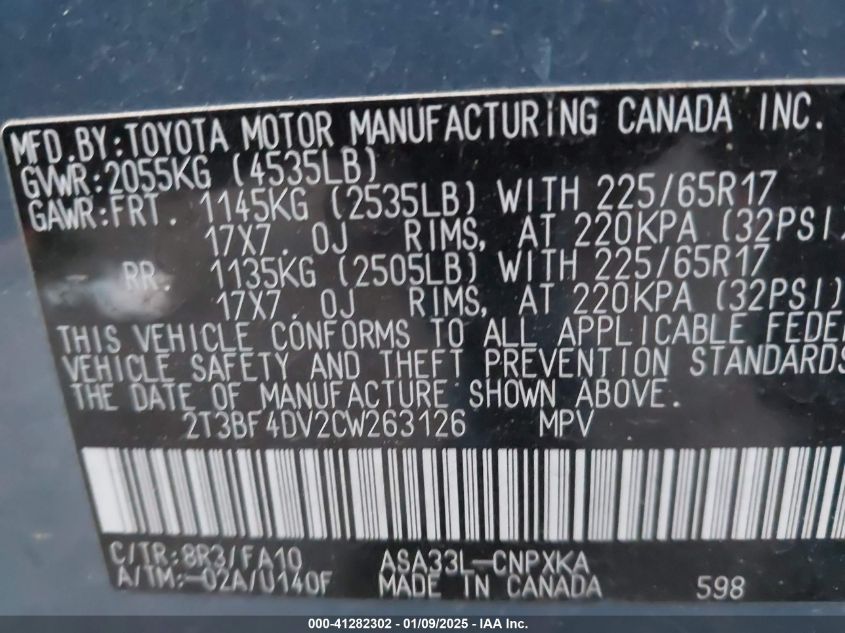 MFD.BY:TOYOTA MOTOR MANUFACTURING CANADA INC.
GVWR:2055KG (4535LB)
GAWR:FRT. 1145KG (2535LB) WITH 225/65R17
17X7.0J RIMS, AT 220KPA (32PSI)
RR. 1135KG (2505LB) WITH 225/65R17
17X7.0J RIMS, AT 220KPA (32PSI)
THIS VEHICLE CONFORMS TO ALL APPLICABLE FEDE
VEHICLE SAFETY AND THEFT PREVENTION STANDARDS
THE DATE OF MANUFACTURE SHOWN ABOVE.
2T3BF4DV2CW263126 MPV
C/TR:8R3/FA10 ASA33L-CNPXKA
A/TM:-02A/U140F MADE IN CANADA 598
000-41282302 - 01/09/2025 - IAAI Inc.